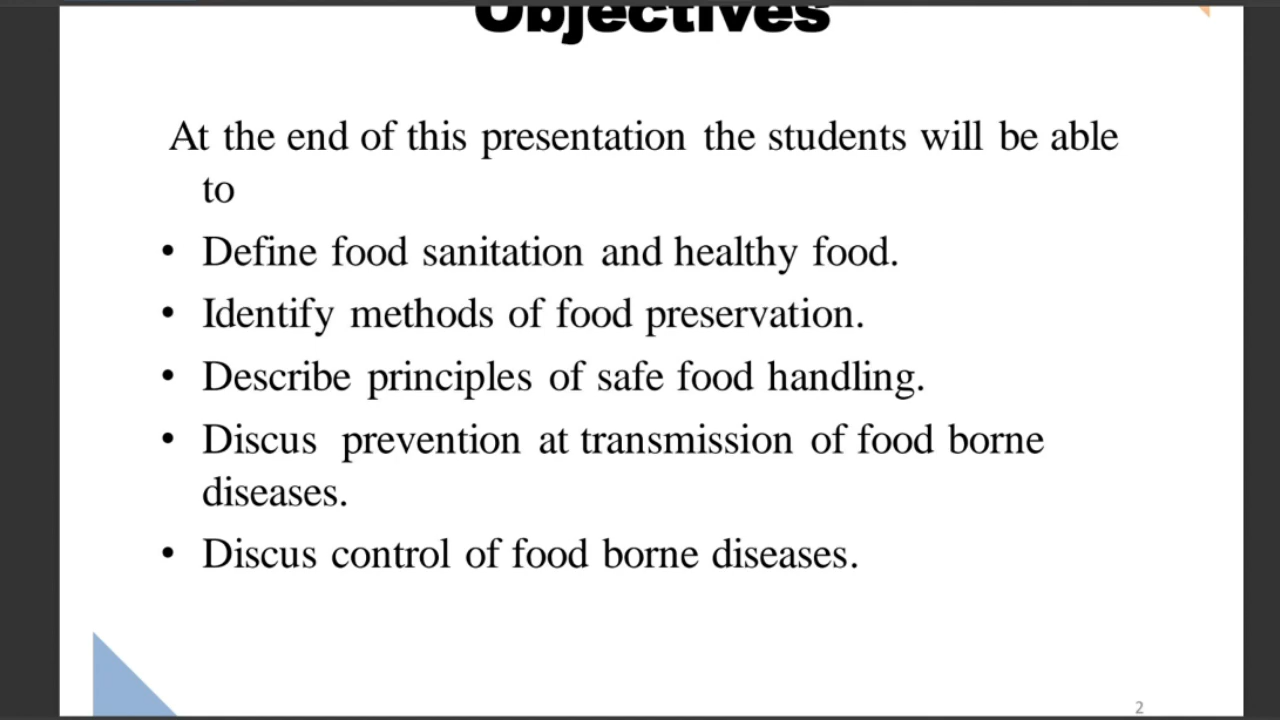 Objectives
At the end of this presentation the students will be able
to
• Define food sanitation and healthy food.
• Identify methods of food preservation.
• Describe principles of safe food handling.
• Discus prevention at transmission of food borne
diseases.
• Discus control of food borne diseases.
2